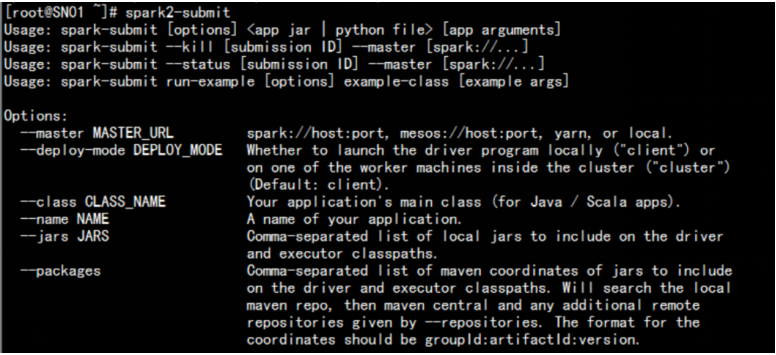 [root@SN01 ~]# spark2-submit
Usage: spark-submit [options] <app jar | python file> [app arguments]
Usage: spark-submit --kill [submission ID] --master [spark://...]
Usage: spark-submit --status [submission ID] --master [spark://...]
Usage: spark-submit run-example [options] example-class [example args]

Options:
  --master MASTER_URL         spark://host:port, mesos://host:port, yarn, or local.
  --deploy-mode DEPLOY_MODE   Whether to launch the driver program locally ("client") or
                              on one of the worker machines inside the cluster ("cluster")
                              (Default: client).
  --class CLASS_NAME          Your application's main class (for Java / Scala apps).
  --name NAME                 A name of your application.
  --jars JARS                 Comma-separated list of local jars to include on the driver
                              and executor classpaths.
  --packages                  Comma-separated list of maven coordinates of jars to include
                              on the driver and executor classpaths. Will search the local
                              maven repo, then maven central and any additional remote
                              repositories given by --repositories. The format for the
                              coordinates should be groupId:artifactId:version.